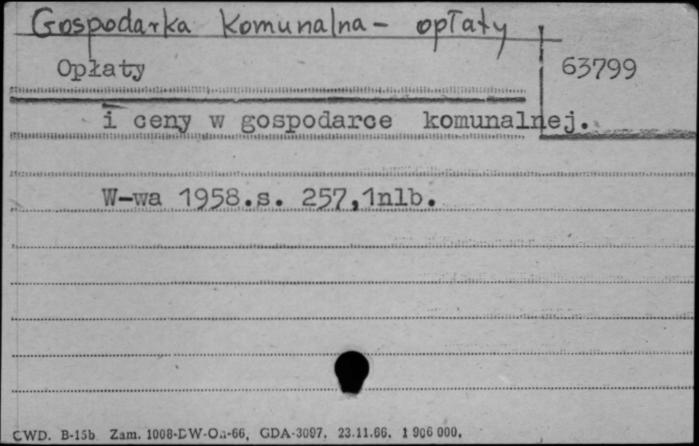 Gospodarka komunalna - opłaty
Opłaty
63799
i ceny w gospodarce komunalnej.
W-wa 1958.s. 257,1nlb.
CWD. B-15b Zam. 1008-DW-On-66, GDA-3097. 23.11.66. 1 906 000.